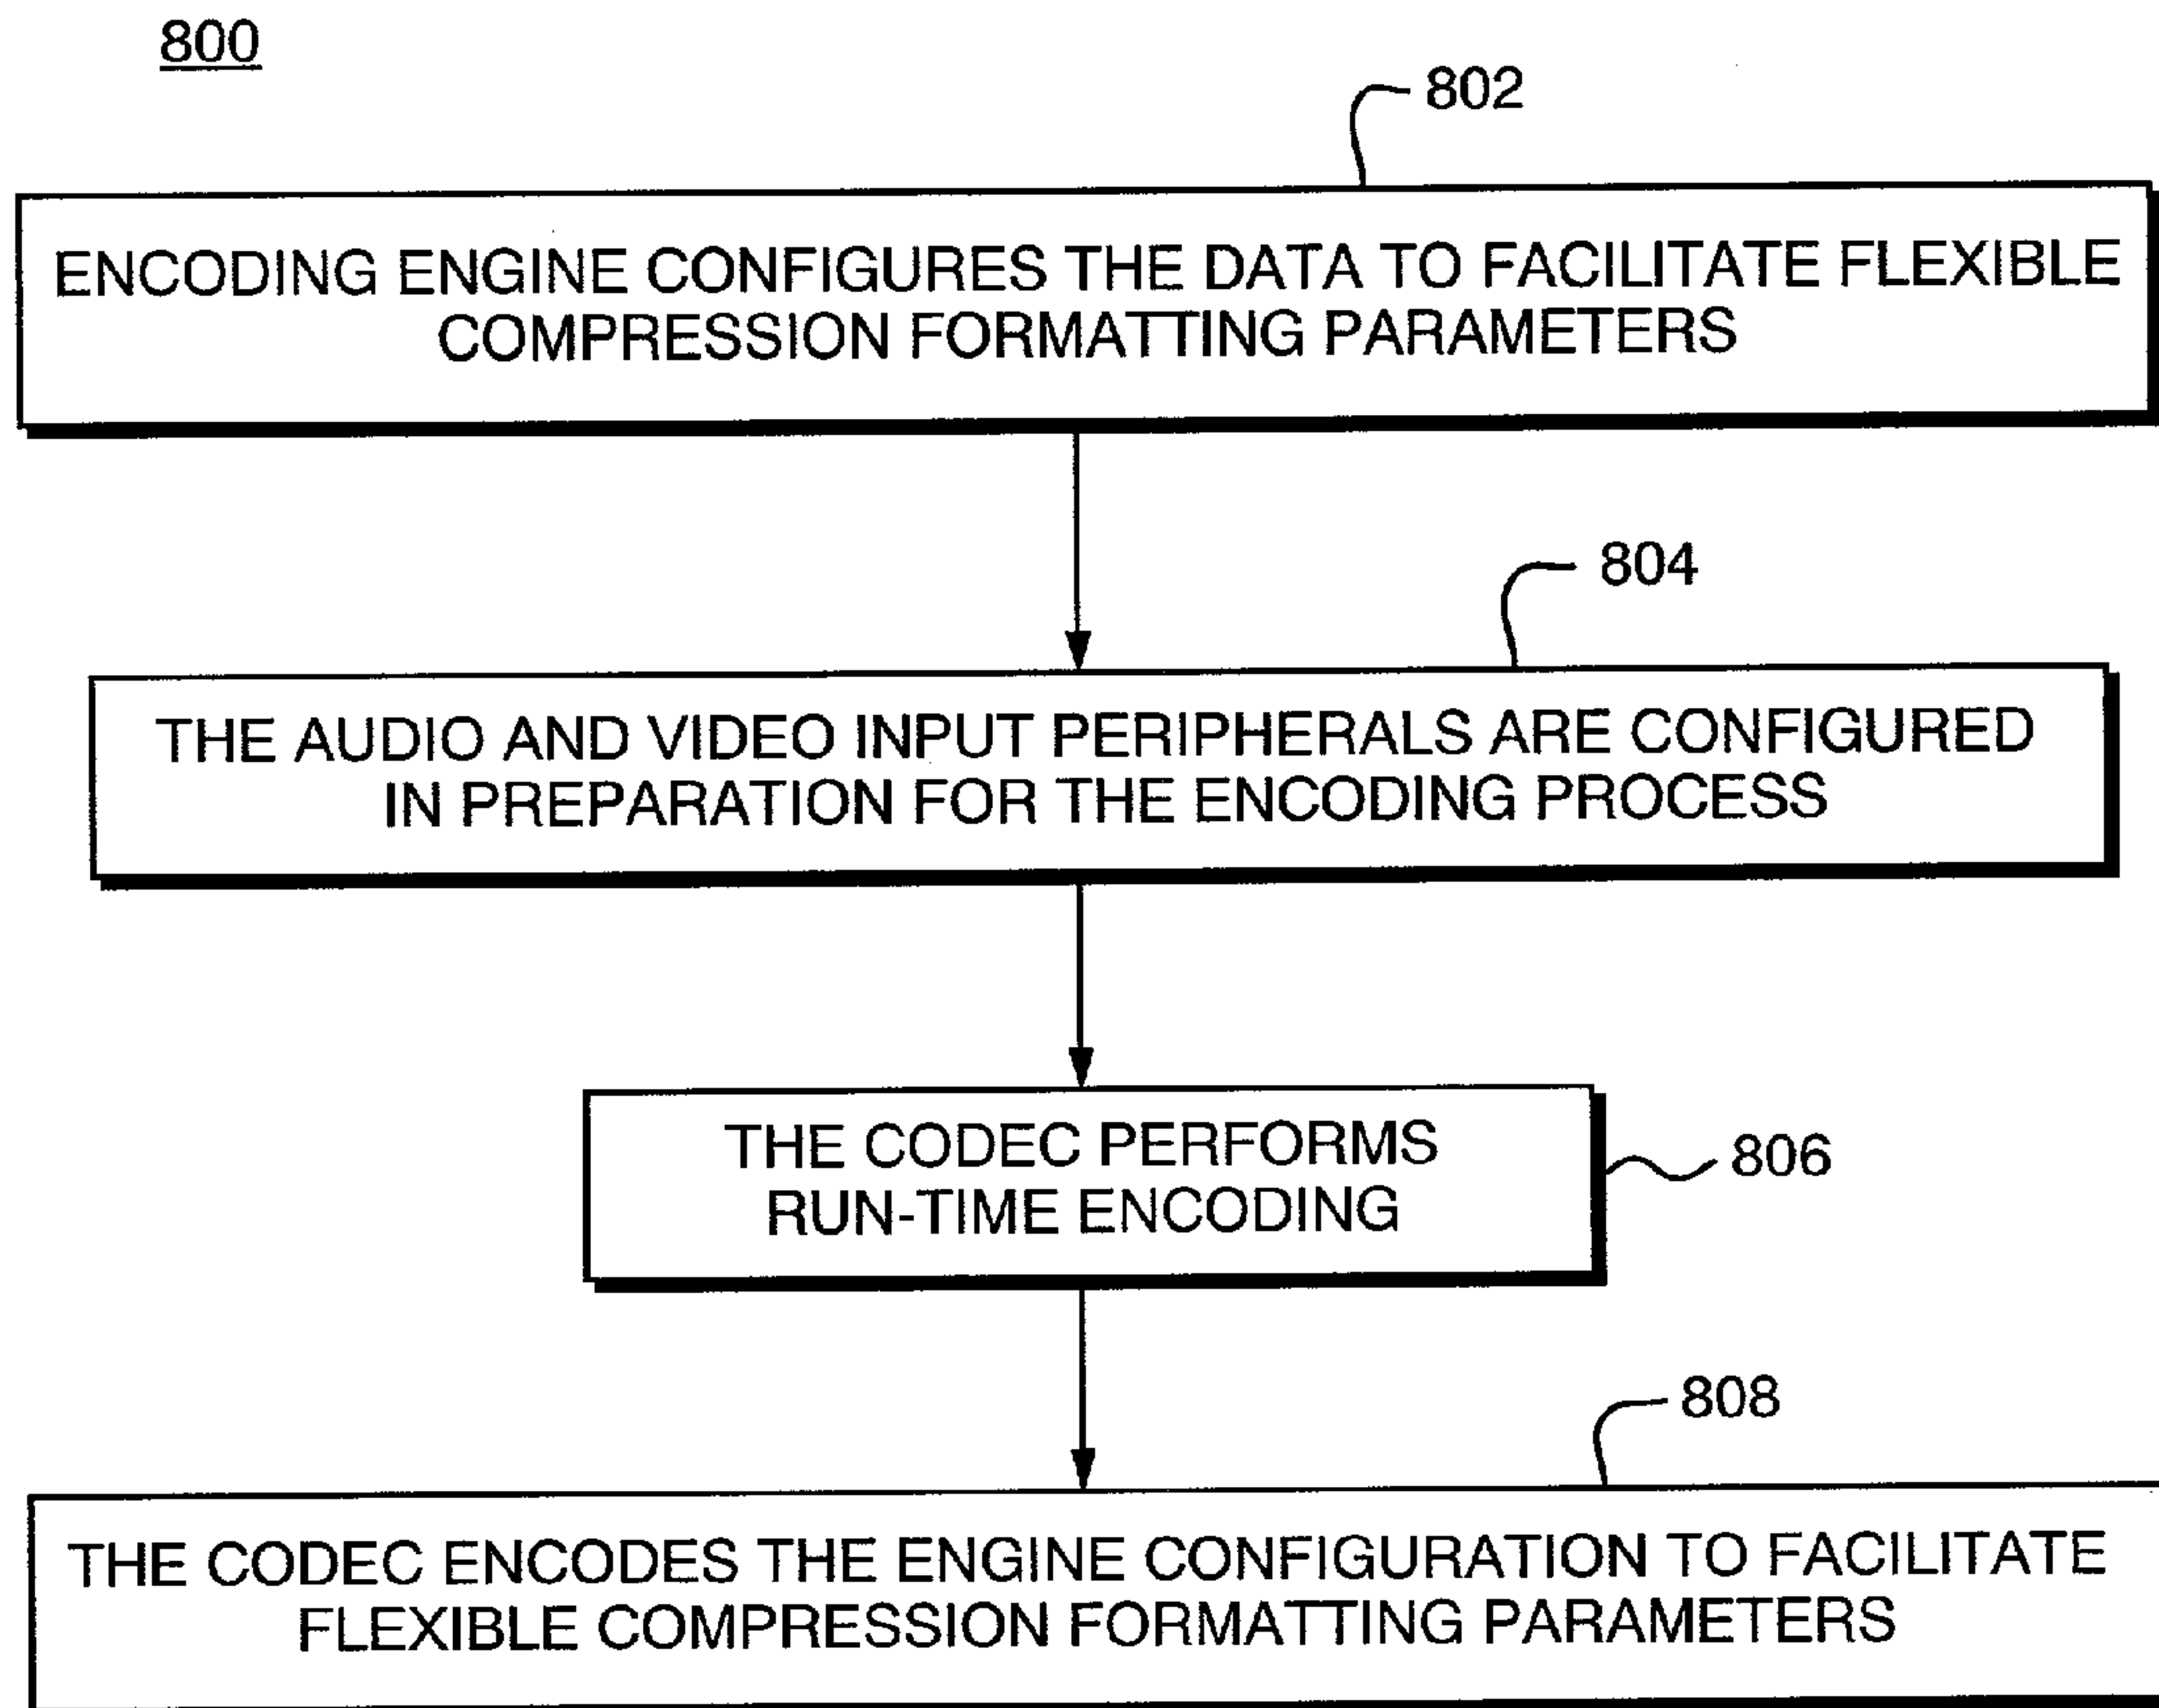 800
802
ENCODING ENGINE CONFIGURES THE DATA TO FACILITATE FLEXIBLE
COMPRESSION FORMATTING PARAMETERS
804
THE AUDIO AND VIDEO INPUT PERIPHERALS ARE CONFIGURED
IN PREPARATION FOR THE ENCODING PROCESS
THE CODEC PERFORMS
RUN-TIME ENCODING
806
808
THE CODEC ENCODES THE ENGINE CONFIGURATION TO FACILITATE
FLEXIBLE COMPRESSION FORMATTING PARAMETERS